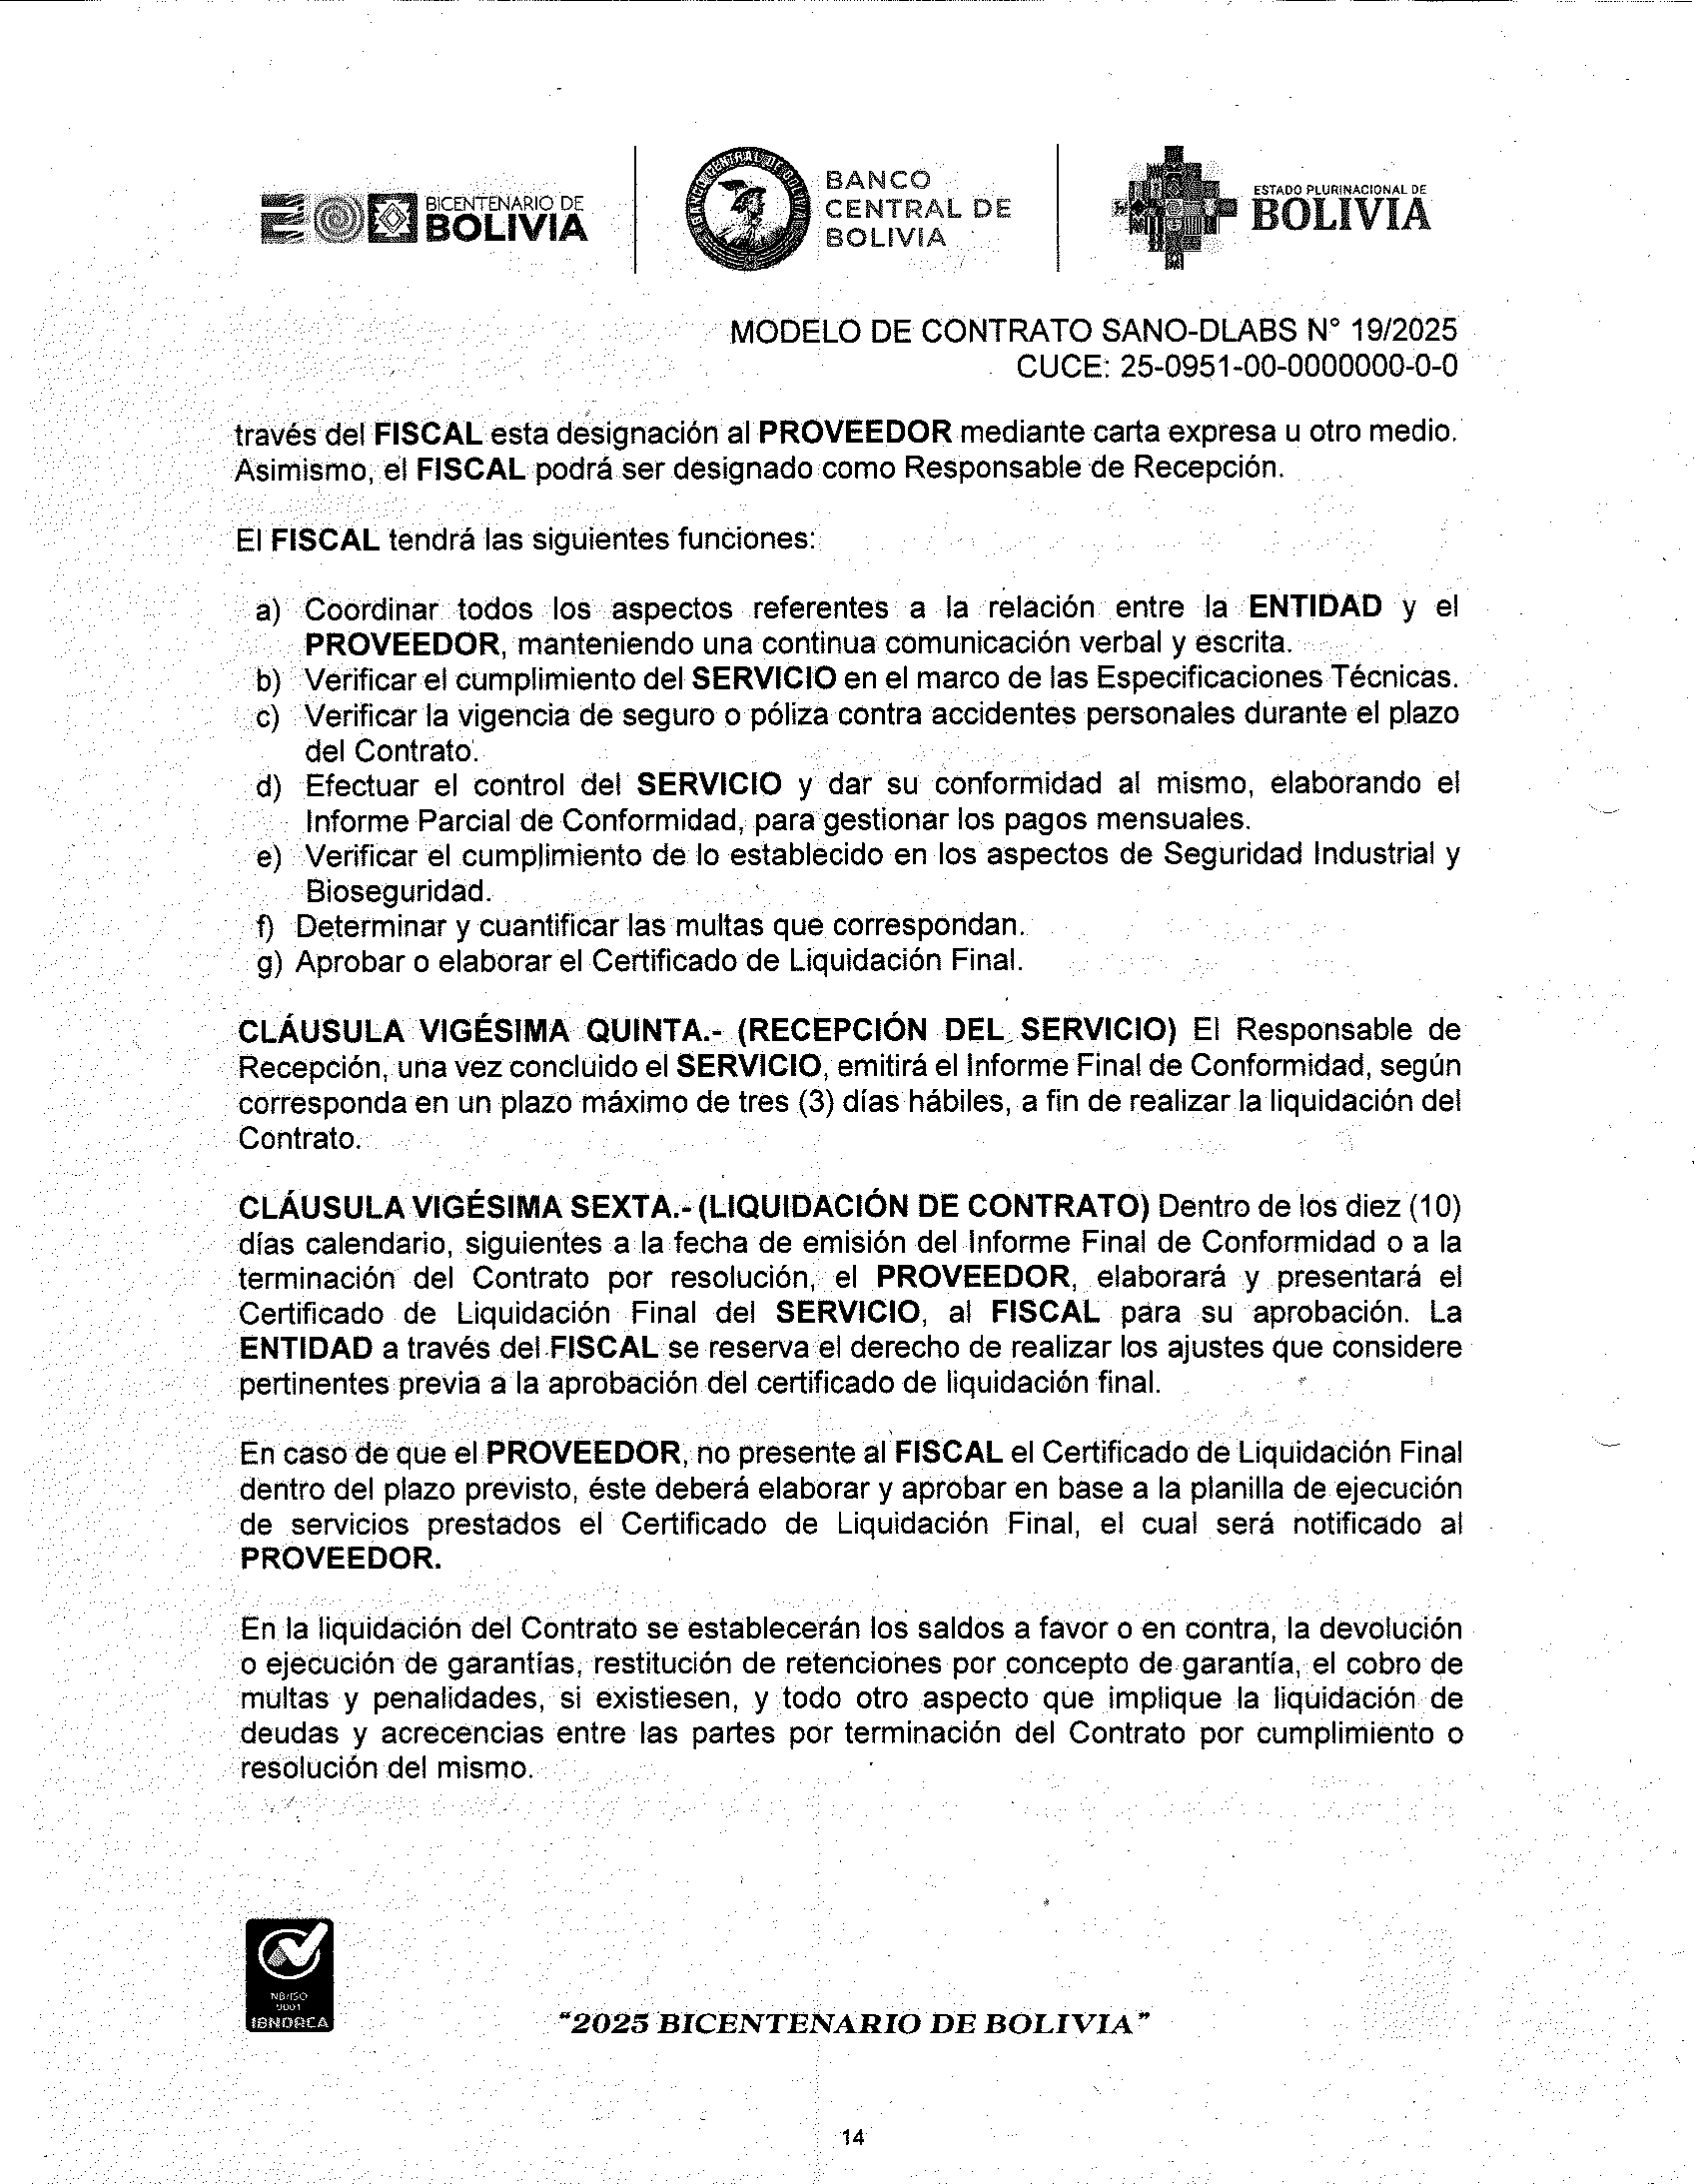 BICENTENARIO DE
BOLIVIA
BANCO CENTRAL DE BOLIVIA
BANCO
CENTRAL DE
BOLIVIA
ESTADO PLURINACIONAL DE
BOLIVIA
MODELO DE CONTRATO SANO-DLABS N° 19/2025
CUCE: 25-0951-00-0000000-0-0
través del FISCAL esta designación al PROVEEDOR mediante carta expresa u otro medio.
Asimismo, el FISCAL podrá ser designado como Responsable de Recepción.
El FISCAL tendrá las siguientes funciones:
a) Coordinar todos los aspectos referentes a la relación entre la ENTIDAD y el
PROVEEDOR, manteniendo una continua comunicación verbal y escrita.
b) Verificar el cumplimiento del SERVICIO en el marco de las Especificaciones Técnicas.
c) Verificar la vigencia de seguro o póliza contra accidentes personales durante el plazo
del Contrato.
d) Efectuar el control del SERVICIO y dar su conformidad al mismo, elaborando el
Informe Parcial de Conformidad, para gestionar los pagos mensuales.
e) Verificar el cumplimiento de lo establecido en los aspectos de Seguridad Industrial y
Bioseguridad.
f) Determinar y cuantificar las multas que correspondan.
g) Aprobar o elaborar el Certificado de Liquidación Final.
CLÁUSULA VIGÉSIMA QUINTA.- (RECEPCIÓN DEL SERVICIO) El Responsable de
Recepción, una vez concluido el SERVICIO, emitirá el Informe Final de Conformidad, según
corresponda en un plazo máximo de tres (3) días hábiles, a fin de realizar la liquidación del
Contrato.
CLÁUSULA VIGÉSIMA SEXTA.- (LIQUIDACIÓN DE CONTRATO) Dentro de los diez (10)
días calendario, siguientes a la fecha de emisión del Informe Final de Conformidad o a la
terminación del Contrato por resolución, el PROVEEDOR, elaborará y presentará el
Certificado de Liquidación Final del SERVICIO, al FISCAL para su aprobación. La
ENTIDAD a través del FISCAL se reserva el derecho de realizar los ajustes que considere
pertinentes previa a la aprobación del certificado de liquidación final.
En caso de que el PROVEEDOR, no presente al FISCAL el Certificado de Liquidación Final
dentro del plazo previsto, éste deberá elaborar y aprobar en base a la planilla de ejecución
de servicios prestados el Certificado de Liquidación Final, el cual será notificado al
PROVEEDOR.
En la liquidación del Contrato se establecerán los saldos a favor o en contra, la devolución
o ejecución de garantías, restitución de retenciones por concepto de garantía, el cobro de
multas y penalidades, si existiesen, y todo otro aspecto que implique la liquidación de
deudas y acrecencias entre las partes por terminación del Contrato por cumplimiento o
resolución del mismo.
NB/ISO
9001
IBNORCA
"2025 BICENTENARIO DE BOLIVIA"
14